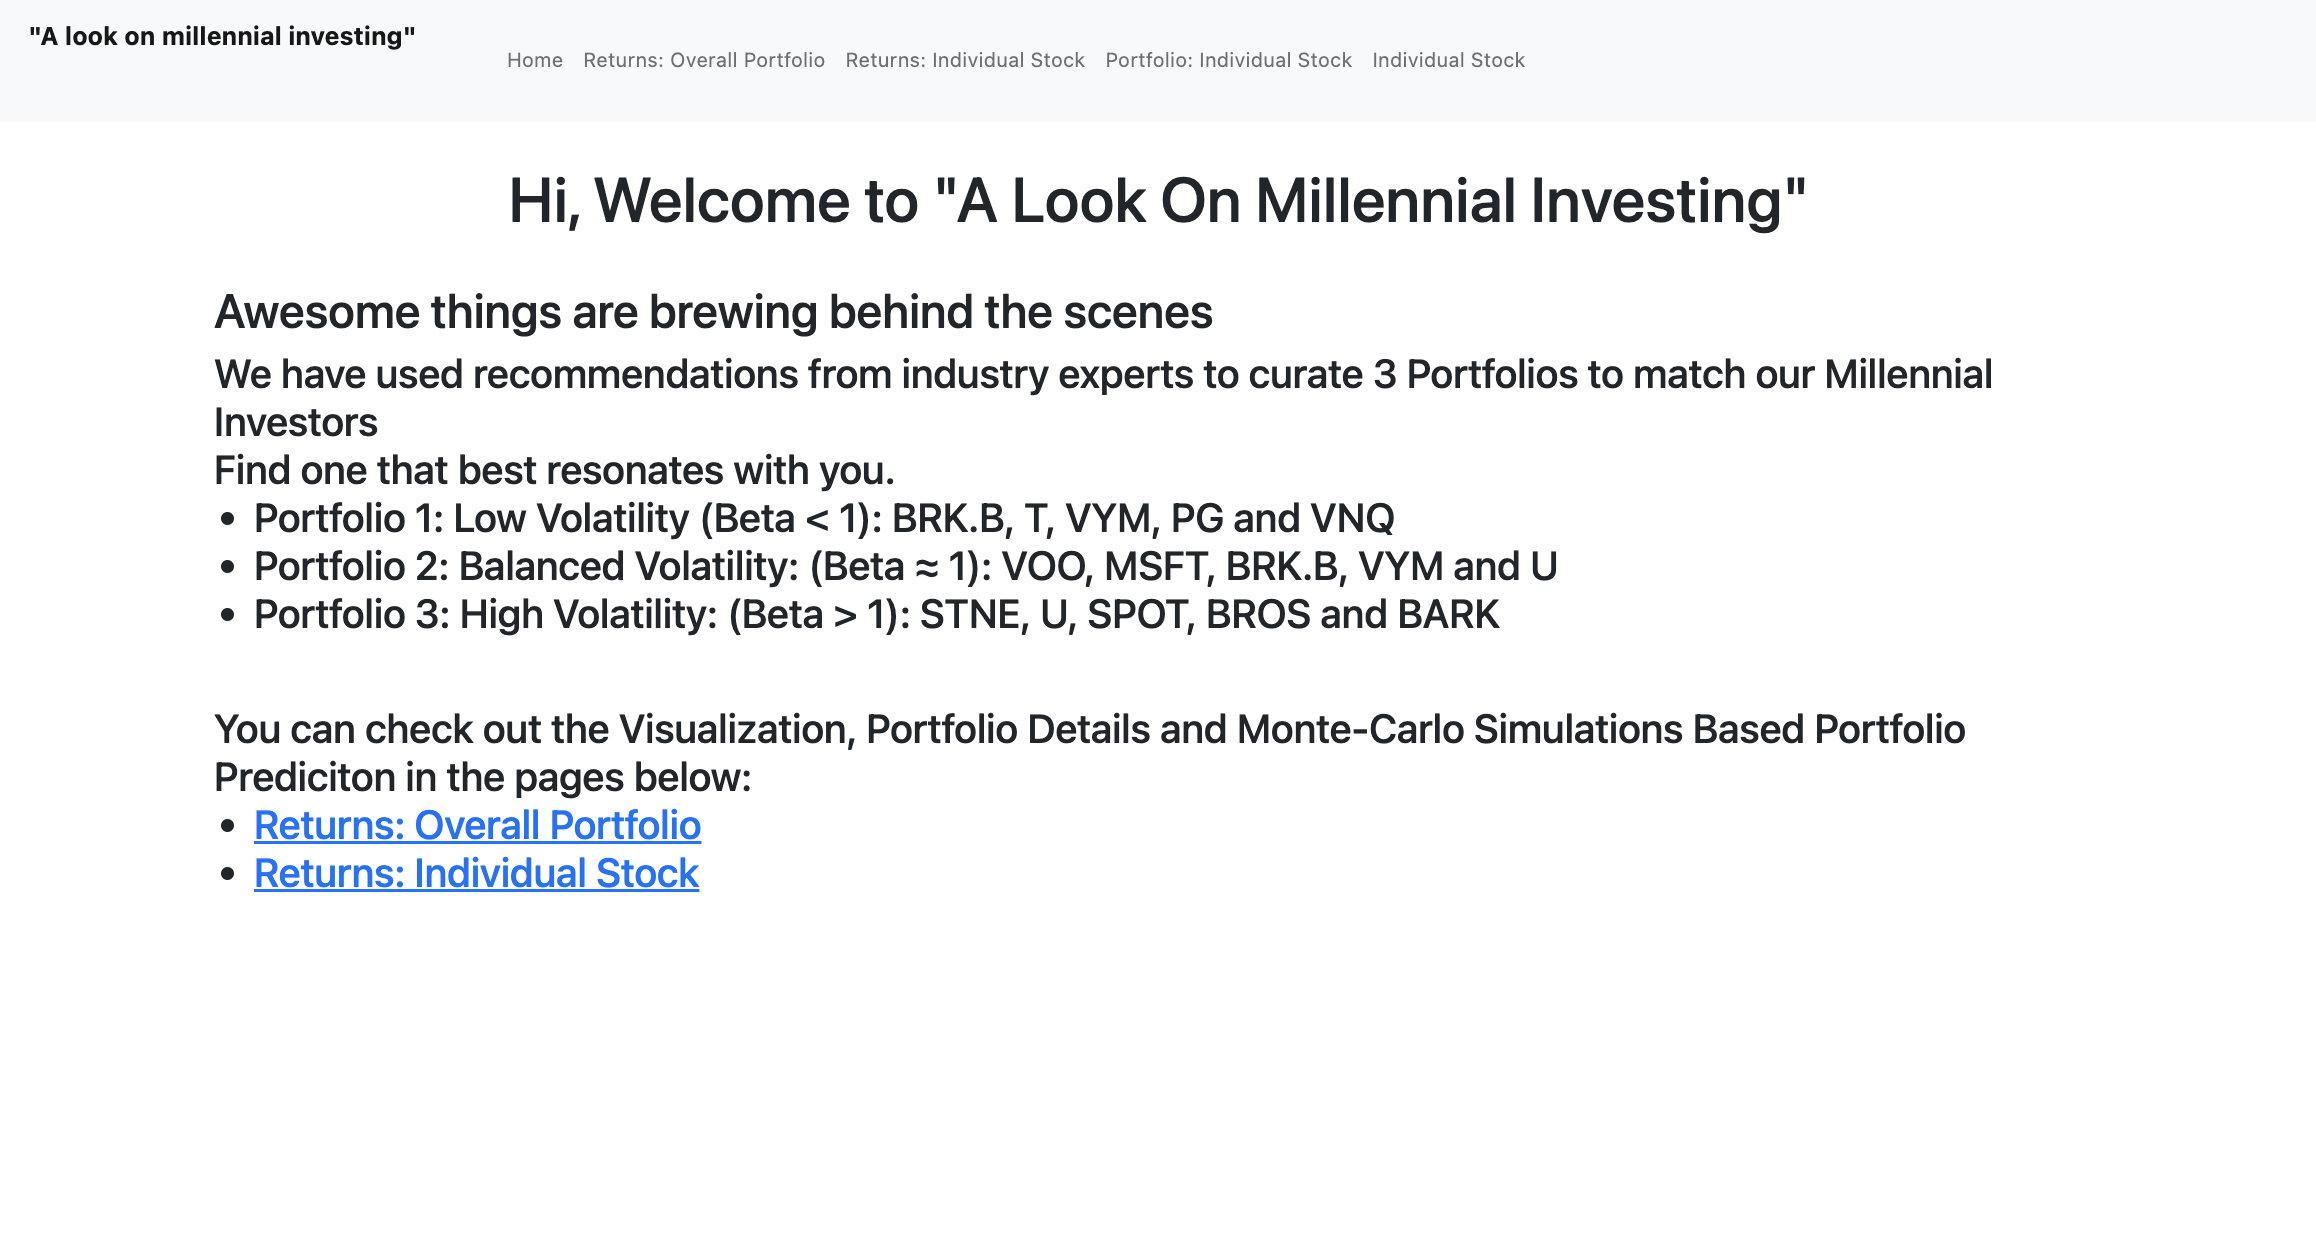 "A look on millennial investing"
Home Returns: Overall Portfolio Returns: Individual Stock Portfolio: Individual Stock Individual Stock
Hi, Welcome to "A Look On Millennial Investing"
Awesome things are brewing behind the scenes
We have used recommendations from industry experts to curate 3 Portfolios to match our Millennial
Investors
Find one that best resonates with you.
• Portfolio 1: Low Volatility (Beta < 1): BRK.B, T, VYM, PG and VNQ
• Portfolio 2: Balanced Volatility: (Beta ≈ 1): VOO, MSFT, BRK.B, VYM and U
• Portfolio 3: High Volatility: (Beta > 1): STNE, U, SPOT, BROS and BARK
You can check out the Visualization, Portfolio Details and Monte-Carlo Simulations Based Portfolio
Prediciton in the pages below:
• Returns: Overall Portfolio
• Returns: Individual Stock